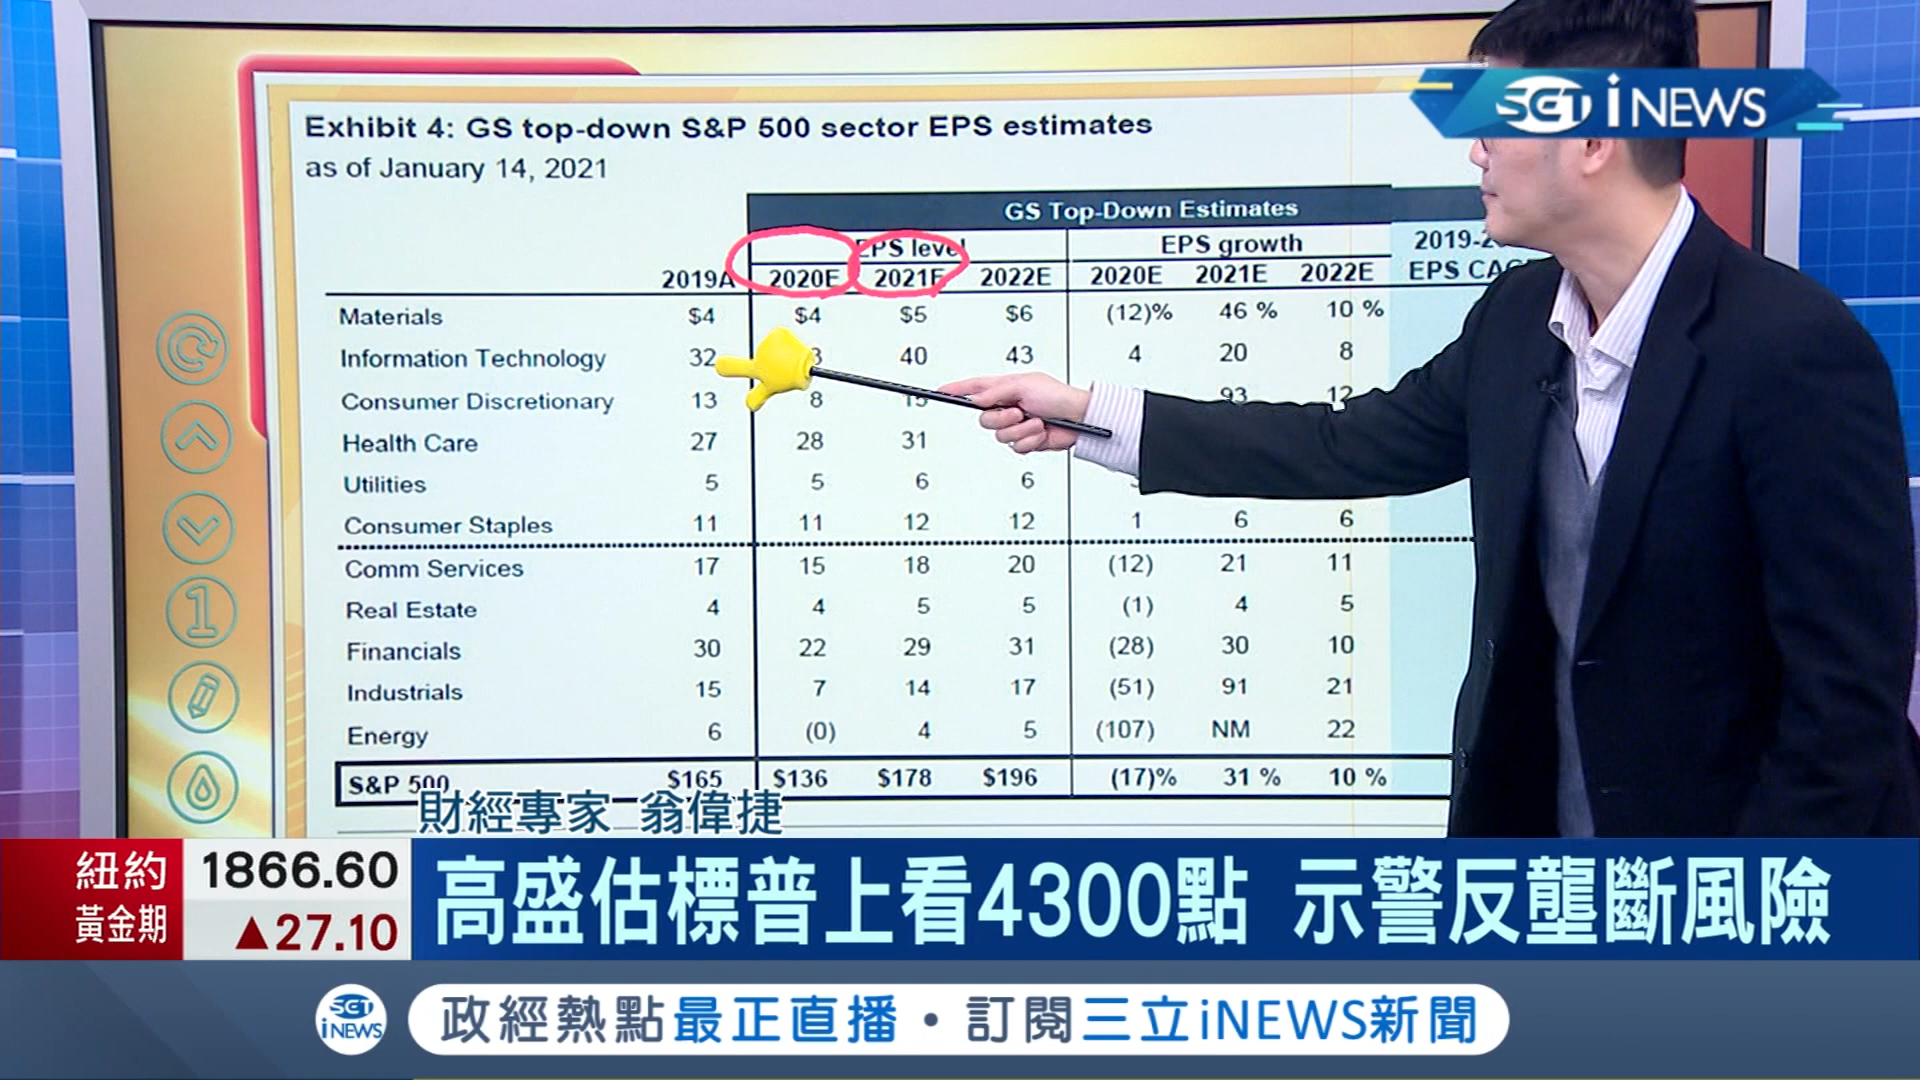 SET iNEWS
Exhibit 4: GS top-down S&P 500 sector EPS estimates
as of January 14, 2021
GS Top-Down Estimates
EPS level EPS growth
2019A 2020E 2021E 2022E 2020E 2021E 2022E EPS
Materials $4 $4 $5 $6 (12)% 46 % 10 %
Information Technology 32 40 43 4 20 8
Consumer Discretionary 13 8 15 93 12
Health Care 27 28 31
Utilities 5 5 6 6
Consumer Staples 11 11 12 12 1 6 6
Comm Services 17 15 18 20 (12) 21 11
Real Estate 4 4 5 5 (1) 4 5
Financials 30 22 29 31 (28) 30 10
Industrials 15 7 14 17 (51) 91 21
Energy 6 (0) 4 5 (107) NM 22
S&P 500 $165 $136 $178 $196 (17)% 31 % 10 %
財經專家 翁偉捷
紐約
黃金期
1866.60
▲27.10
高盛估標普上看4300點 示警反壟斷風險
SET iNEWS
政經熱點最正直播・訂閱三立iNEWS新聞